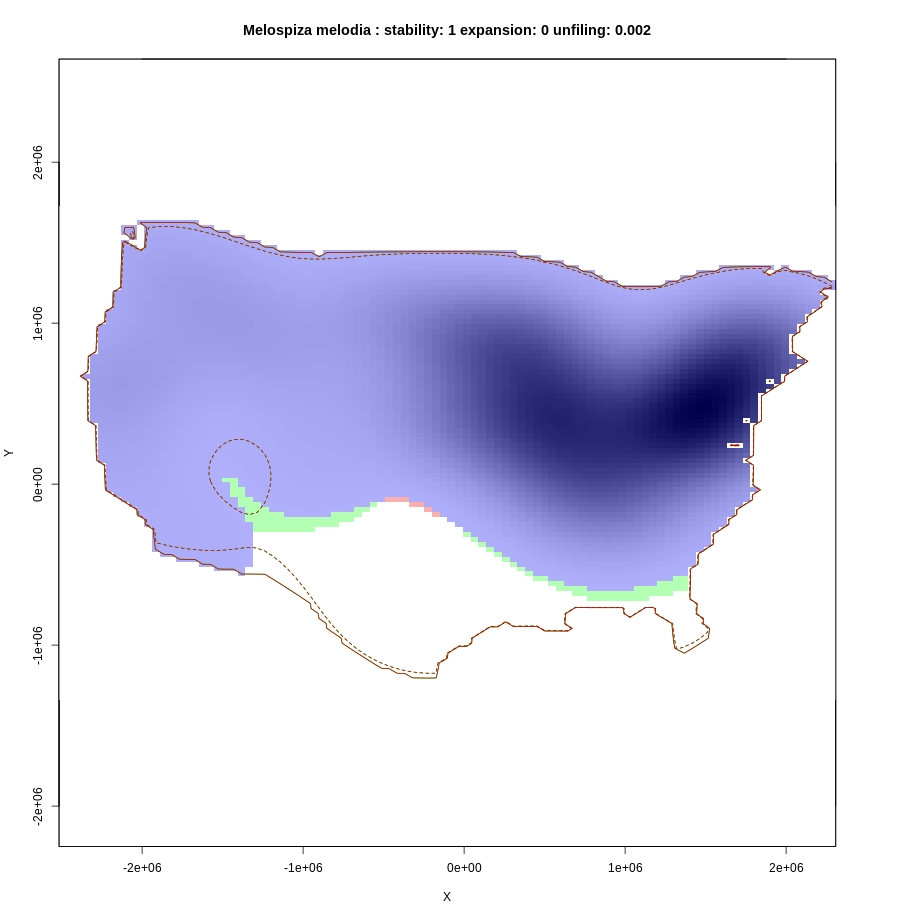 Melospiza melodia : stability: 1 expansion: 0 unfiling: 0.002
2e+06
1e+06
0e+00
-1e+06
-2e+06
Y
-2e+06 -1e+06 0e+00 1e+06 2e+06
X